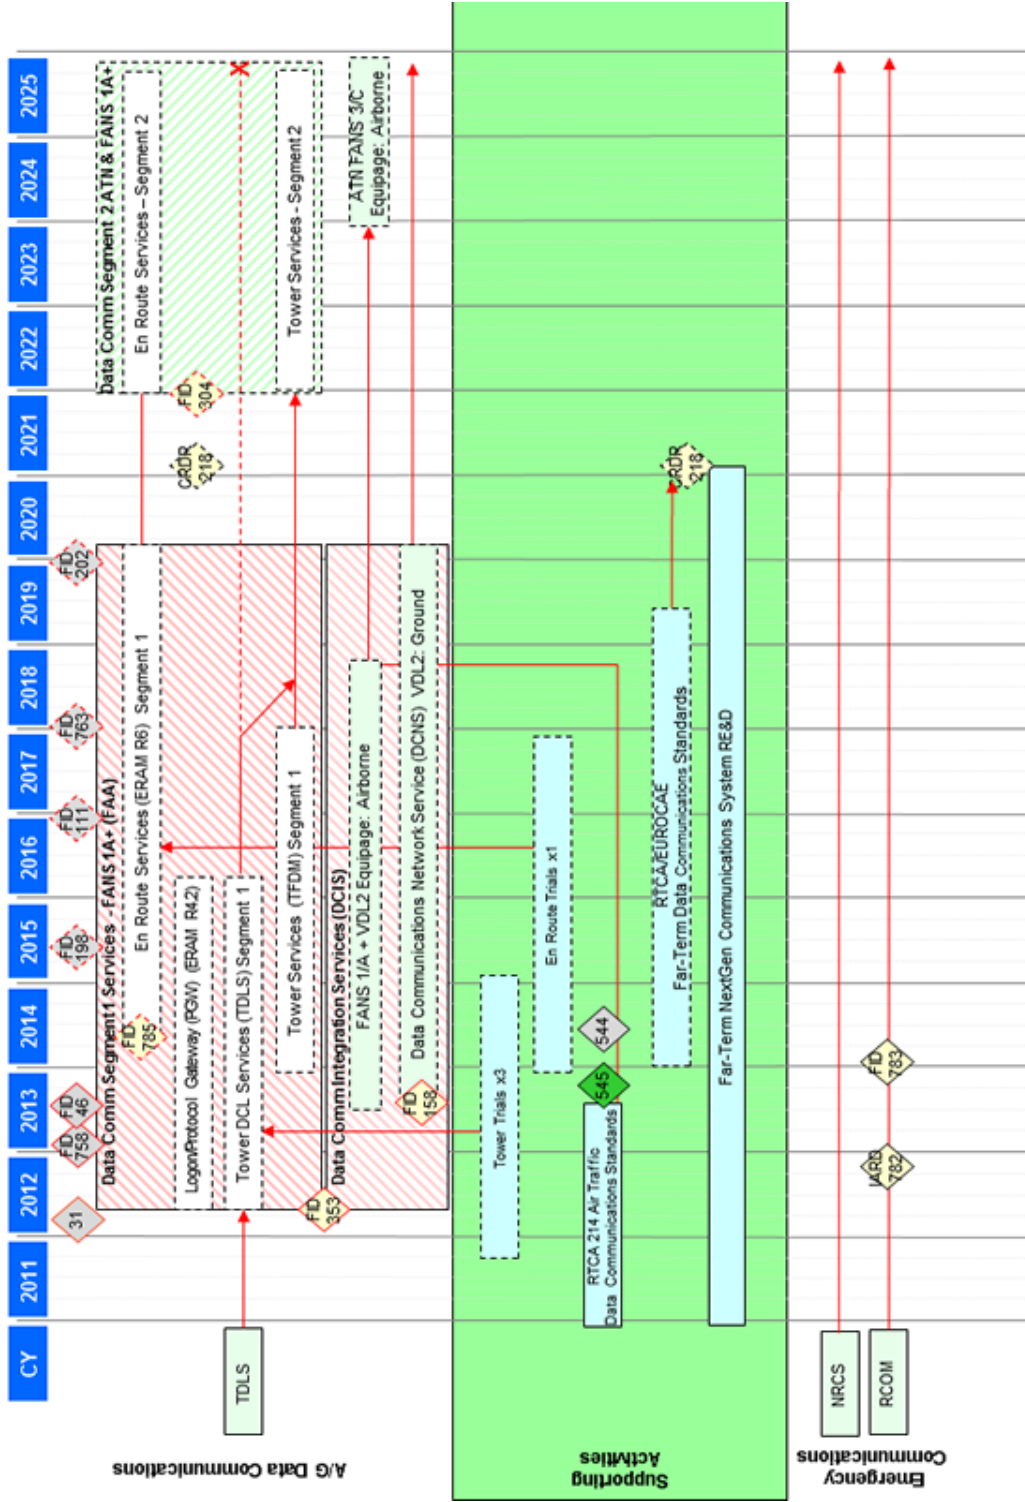 CY
2011
2012
2013
2014
2015
2016
2017
2018
2019
2020
2021
2022
2023
2024
2025
31
FID
758
FID
46
FID
198
FID
111
FID
763
FID
202
A/G Data Communications
Data Comm Segment 1 Services - FANS 1A+ (FAA)
Data Comm Segment 2 ATN & FANS 1A+
FID
785
En Route Services (ERAM R6) Segment 1
En Route Services – Segment 2
Logon/Protocol Gateway (PGW) (ERAM R4.2)
CRDR
218
FID
304
TDLS
Tower DCL Services (TDLS) Segment 1
X
Tower Services (TFDM) Segment 1
Tower Services - Segment 2
FID
353
Data Comm Integration Services (DCIS)
FANS 1/A + VDL2 Equipage: Airborne
ATN FANS 3/C
Equipage: Airborne
FID
158
Data Communications Network Service (DCNS) VDL2: Ground
Supporting
Activities
Tower Trials x3
En Route Trials x1
RTCA 214 Air Traffic
Data Communications Standards
545
544
RTCA/EUROCAE
Far-Term Data Communications Standards
CRDR
218
Far-Term NextGen Communications System RE&D
Emergency
Communications
NRCS
RCOM
IARD
782
FID
783